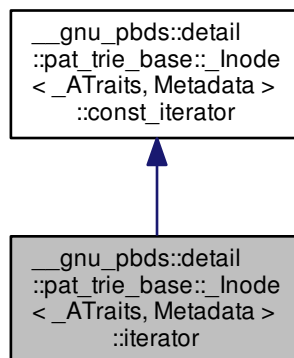 __gnu_pbds::detail
::pat_trie_base::_Inode
< _ATraits, Metadata >
::const_iterator
__gnu_pbds::detail
::pat_trie_base::_Inode
< _ATraits, Metadata >
::iterator